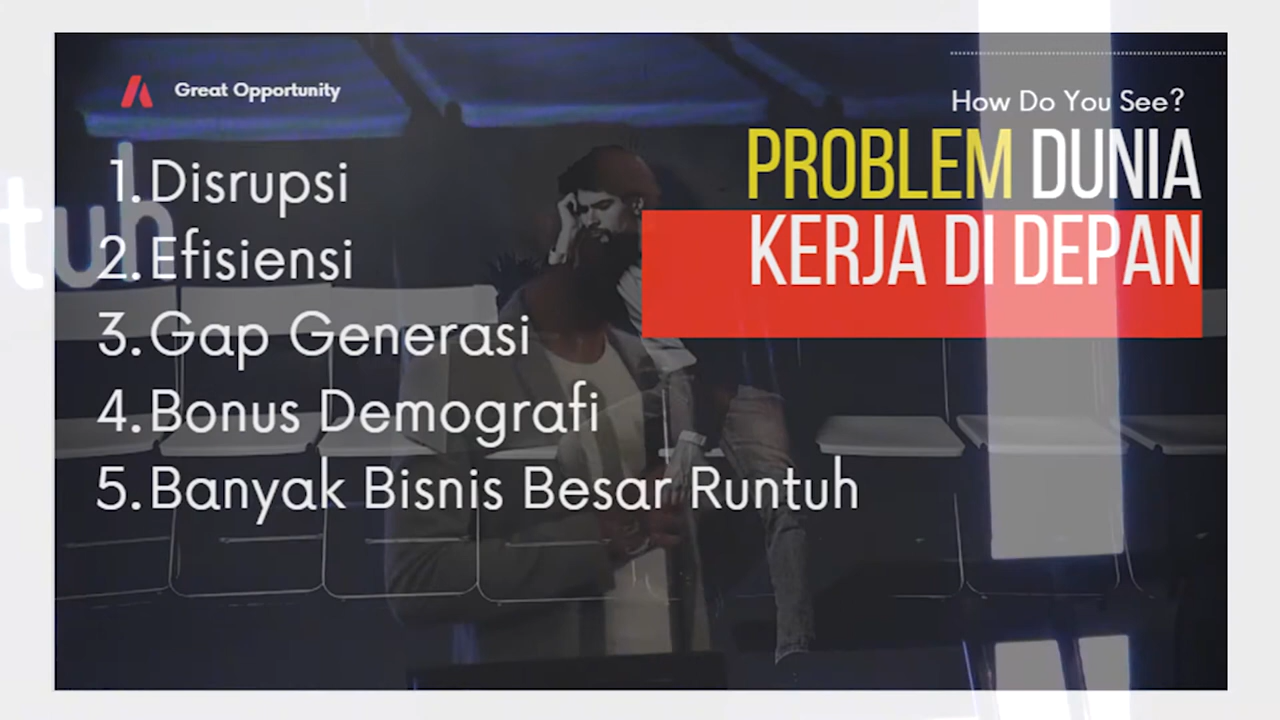 Great Opportunity
How Do You See?
PROBLEM DUNIA
KERJA DI DEPAN
1. Disrupsi
2. Efisiensi
3. Gap Generasi
4. Bonus Demografi
5. Banyak Bisnis Besar Runtuh
tuh